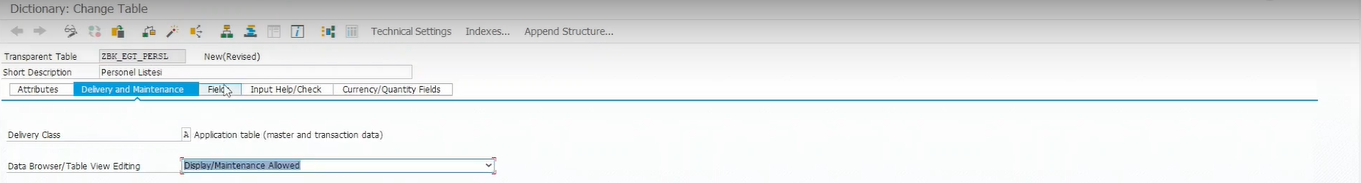 Dictionary: Change Table
Technical Settings Indexes... Append Structure...
Transparent Table ZBK_EGT_PERSL New(Revised)
Short Description Personel Listesi
Attributes Delivery and Maintenance Fields Input Help/Check Currency/Quantity Fields
Delivery Class A Application table (master and transaction data)
Data Browser/Table View Editing Display/Maintenance Allowed